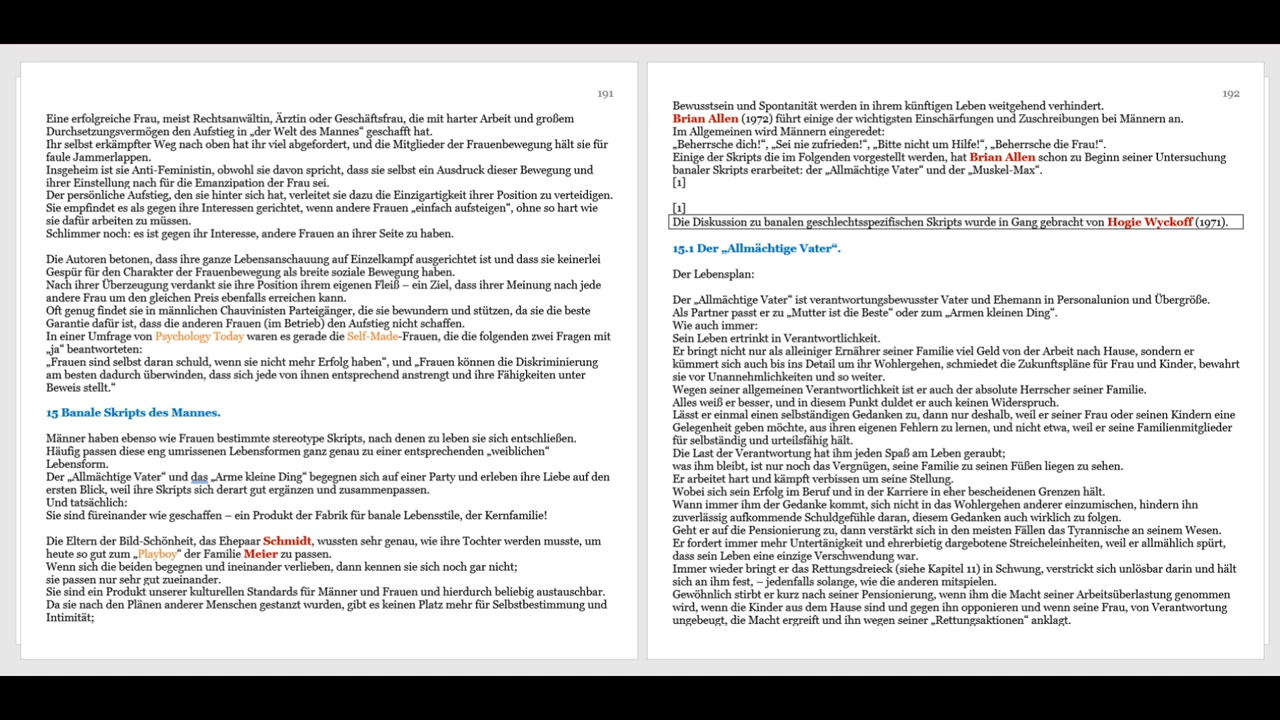 191
Eine erfolgreiche Frau, meist Rechtsanwältin, Ärztin oder Geschäftsfrau, die mit harter Arbeit und großem
Durchsetzungsvermögen den Aufstieg in „der Welt des Mannes“ geschafft hat.
Ihr selbst erkämpfter Weg nach oben hat ihr viel abgefordert, und die Mitglieder der Frauenbewegung hält sie für
faule Jammerlappen.
Insgeheim ist sie Anti-Feministin, obwohl sie davon spricht, dass sie selbst ein Ausdruck dieser Bewegung und
ihrer Einstellung nach für die Emanzipation der Frau sei.
Der persönliche Aufstieg, den sie hinter sich hat, verleitet sie dazu die Einzigartigkeit ihrer Position zu verteidigen.
Sie empfindet es als gegen ihre Interessen gerichtet, wenn andere Frauen „einfach aufsteigen“, ohne so hart wie
sie dafür arbeiten zu müssen.
Schlimmer noch: es ist gegen ihr Interesse, andere Frauen an ihrer Seite zu haben.
Die Autoren betonen, dass ihre ganze Lebensanschauung auf Einzelkampf ausgerichtet ist und dass sie keinerlei
Gespür für den Charakter der Frauenbewegung als breite soziale Bewegung haben.
Nach ihrer Überzeugung verdankt sie ihre Position ihrem eigenen Fleiß – ein Ziel, dass ihrer Meinung nach jede
andere Frau um den gleichen Preis ebenfalls erreichen kann.
Oft genug findet sie in männlichen Chauvinisten Parteigänger, die sie bewundern und stützen, da sie die beste
Garantie dafür ist, dass die anderen Frauen (im Betrieb) den Aufstieg nicht schaffen.
In einer Umfrage von Psychology Today waren es gerade die Self-Made-Frauen, die die folgenden zwei Fragen mit
„ja“ beantworteten:
„Frauen sind selbst daran schuld, wenn sie nicht mehr Erfolg haben“, und „Frauen können die Diskriminierung
am besten dadurch überwinden, dass sich jede von ihnen entsprechend anstrengt und ihre Fähigkeiten unter
Beweis stellt.“
15 Banale Skripts des Mannes.
Männer haben ebenso wie Frauen bestimmte stereotype Skripts, nach denen zu leben sie sich entschließen.
Häufig passen diese eng umrissenen Lebensformen ganz genau zu einer entsprechenden „weiblichen“
Lebensform.
Der „Allmächtige Vater“ und das „Arme kleine Ding“ begegnen sich auf einer Party und erleben ihre Liebe auf den
ersten Blick, weil ihre Skripts sich derart gut ergänzen und zusammenpassen.
Und tatsächlich:
Sie sind füreinander wie geschaffen – ein Produkt der Fabrik für banale Lebensstile, der Kernfamilie!
Die Eltern der Bild-Schönheit, das Ehepaar Schmidt, wussten sehr genau, wie ihre Tochter werden musste, um
heute so gut zum „Playboy“ der Familie Meier zu passen.
Wenn sich die beiden begegnen und ineinander verlieben, dann kennen sie sich noch gar nicht;
sie passen nur sehr gut zueinander.
Sie sind ein Produkt unserer kulturellen Standards für Männer und Frauen und hierdurch beliebig austauschbar.
Da sie nach den Plänen anderer Menschen gestanzt wurden, gibt es keinen Platz mehr für Selbstbestimmung und
Intimität;
192
Bewusstsein und Spontanität werden in ihrem künftigen Leben weitgehend verhindert.
Brian Allen (1972) führt einige der wichtigsten Einschärfungen und Zuschreibungen bei Männern an.
Im Allgemeinen wird Männern eingeredet:
„Beherrsche dich!“, „Sei nie zufrieden!“, „Bitte nicht um Hilfe!“, „Beherrsche die Frau!“.
Einige der Skripts die im Folgenden vorgestellt werden, hat Brian Allen schon zu Beginn seiner Untersuchung
banaler Skripts erarbeitet: der „Allmächtige Vater“ und der „Muskel-Max“.
[1]
[1]
Die Diskussion zu banalen geschlechtsspezifischen Skripts wurde in Gang gebracht von Hogie Wyckoff (1971).
15.1 Der „Allmächtige Vater“.
Der Lebensplan:
Der „Allmächtige Vater“ ist verantwortungsbewusster Vater und Ehemann in Personalunion und Übergröße.
Als Partner passt er zu „Mutter ist die Beste“ oder zum „Armen kleinen Ding“.
Wie auch immer:
Sein Leben ertrinkt in Verantwortlichkeit.
Er bringt nicht nur als alleiniger Ernährer seiner Familie viel Geld von der Arbeit nach Hause, sondern er
kümmert sich auch bis ins Detail um ihr Wohlergehen, schmiedet die Zukunftspläne für Frau und Kinder, bewahrt
sie vor Unannehmlichkeiten und so weiter.
Wegen seiner allgemeinen Verantwortlichkeit ist er auch der absolute Herrscher seiner Familie.
Alles weiß er besser, und in diesem Punkt duldet er auch keinen Widerspruch.
Lässt er einmal einen selbständigen Gedanken zu, dann nur deshalb, weil er seiner Frau oder seinen Kindern eine
Gelegenheit geben möchte, aus ihren eigenen Fehlern zu lernen, und nicht etwa, weil er seine Familienmitglieder
für selbständig und urteilsfähig hält.
Die Last der Verantwortung hat ihm jeden Spaß am Leben geraubt;
was ihm bleibt, ist nur noch das Vergnügen, seine Familie zu seinen Füßen liegen zu sehen.
Er arbeitet hart und kämpft verbissen um seine Stellung.
Wobei sich sein Erfolg im Beruf und in der Karriere in eher bescheidenen Grenzen hält.
Wann immer ihm der Gedanke kommt, sich nicht in das Wohlergehen anderer einzumischen, hindern ihn
zuverlässig aufkommende Schuldgefühle daran, diesem Gedanken auch wirklich zu folgen.
Geht er auf die Pensionierung zu, dann verstärkt sich in den meisten Fällen das Tyrannische an seinem Wesen.
Er fordert immer mehr Untertänigkeit und ehrerbietig dargebotene Streicheleinheiten, weil er allmählich spürt,
dass sein Leben eine einzige Verschwendung war.
Immer wieder bringt er das Rettungsdreieck (siehe Kapitel 11) in Schwung, verstrickt sich unlösbar darin und hält
sich an ihm fest, – jedenfalls solange, wie die anderen mitspielen.
Gewöhnlich stirbt er kurz nach seiner Pensionierung, wenn ihm die Macht seiner Arbeitsüberlastung genommen
wird, wenn die Kinder aus dem Hause sind und gegen ihn opponieren und wenn seine Frau, von Verantwortung
ungebeugt, die Macht ergreift und ihn wegen seiner „Rettungsaktionen“ anklagt.